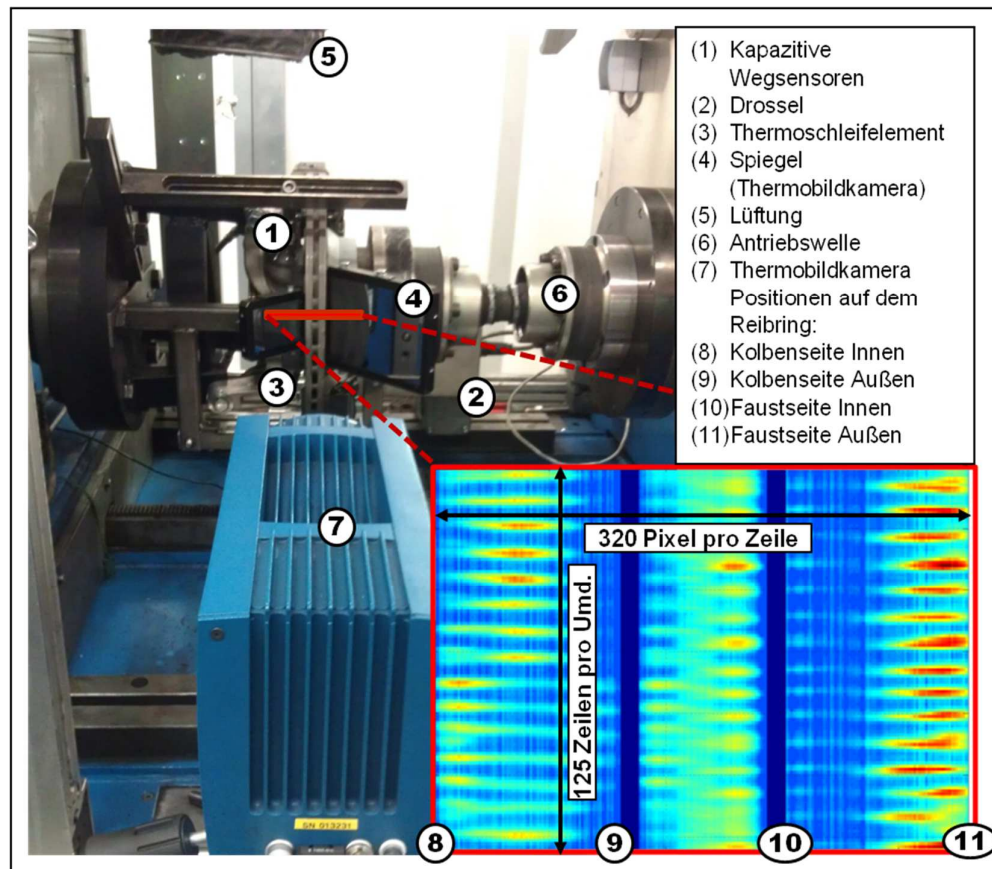 5
1
4
6
3
2
7
SN 013231
(1) Kapazitive
Wegsensoren
(2) Drossel
(3) Thermoschleifelement
(4) Spiegel
(Thermobildkamera)
(5) Lüftung
(6) Antriebswelle
(7) Thermobildkamera
Positionen auf dem
Reibring:
(8) Kolbenseite Innen
(9) Kolbenseite Außen
(10)Faustseite Innen
(11)Faustseite Außen
320 Pixel pro Zeile
125 Zeilen pro Umd.
8
9
10
11